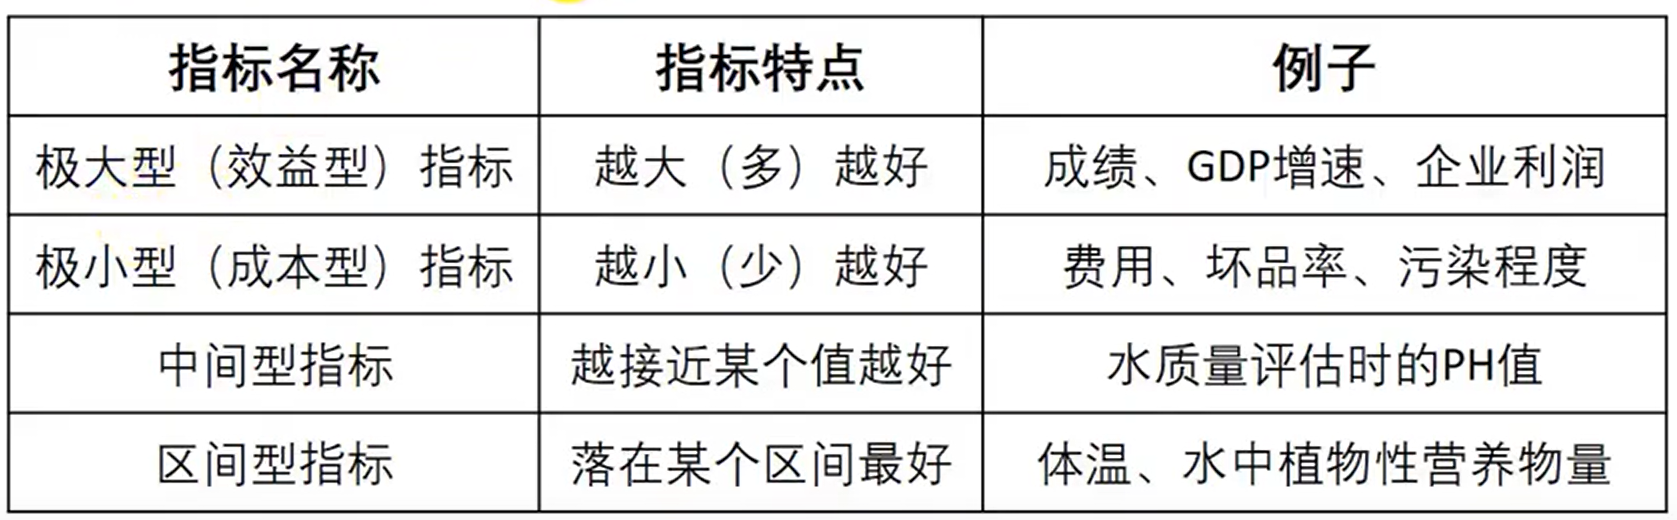 指标名称 指标特点 例子
极大型（效益型）指标 越大（多）越好 成绩、GDP增速、企业利润
极小型（成本型）指标 越小（少）越好 费用、坏品率、污染程度
中间型指标 越接近某个值越好 水质量评估时的PH值
区间型指标 落在某个区间最好 体温、水中植物性营养物量